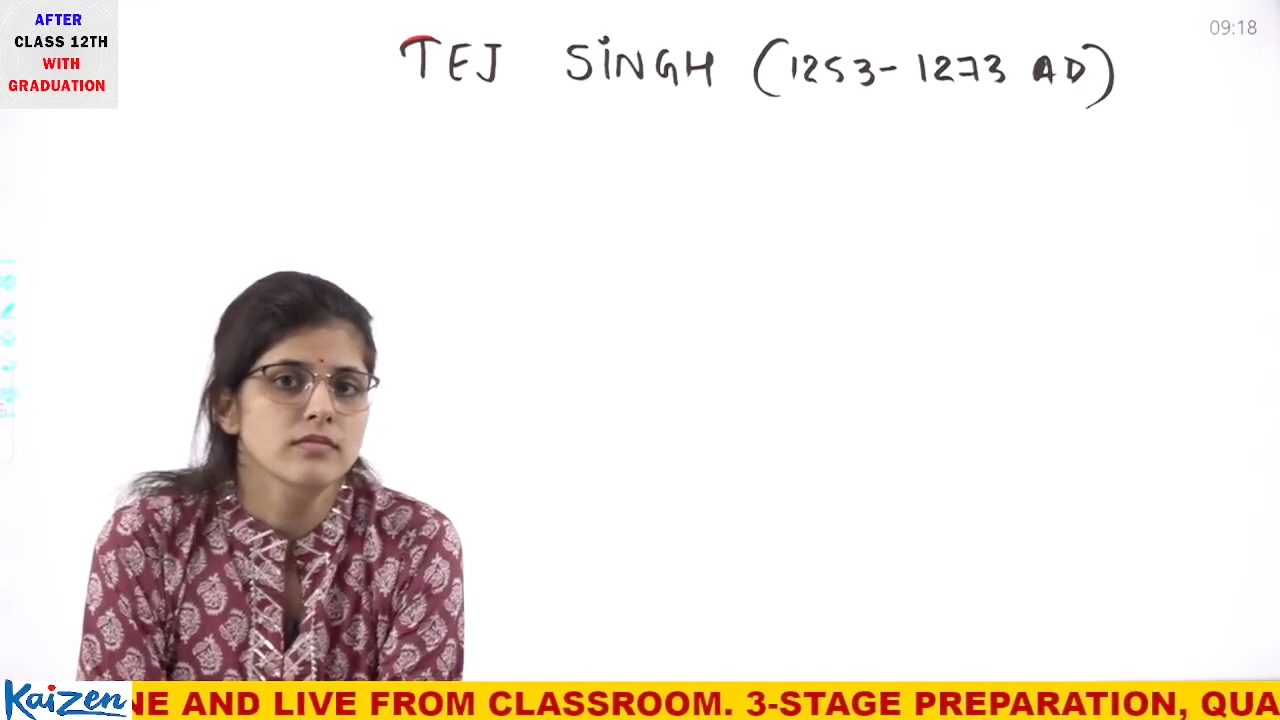 AFTER
CLASS 12TH
WITH
GRADUATION
09:18
TEJ SINGH (1253-1273 AD)
Kaizen
NE AND LIVE FROM CLASSROOM. 3-STAGE PREPARATION, QUA